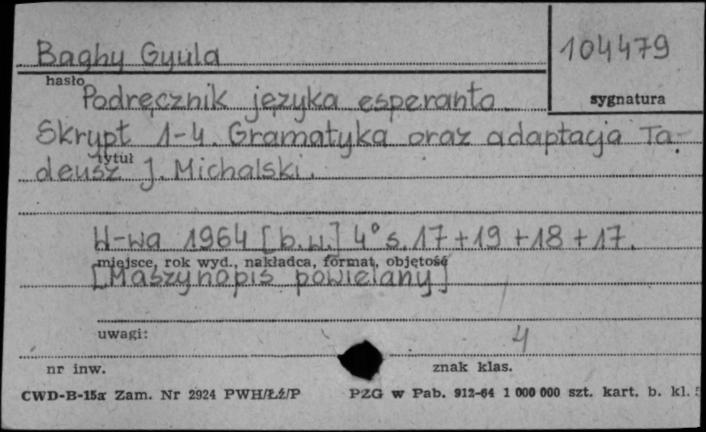 Baghy Gyula
104479
hasło
sygnatura
Podręcznik języka esperanto.
Skrypt 1-4. Gramatyka oraz adaptacja Ta-
tytuł
deusz J. Michalski.
W-wa 1964 [b.w.] 4° s. 17+19+18+17.
miejsce, rok wyd., nakładca, format, objętość
[Maszynopis powielany]
uwagi:
4
nr inw.
znak klas.
CWD-B-15a Zam. Nr 2924 PWH/Łź/P PZG w Pab. 912-64 1 000 000 szt. kart. b. kl.